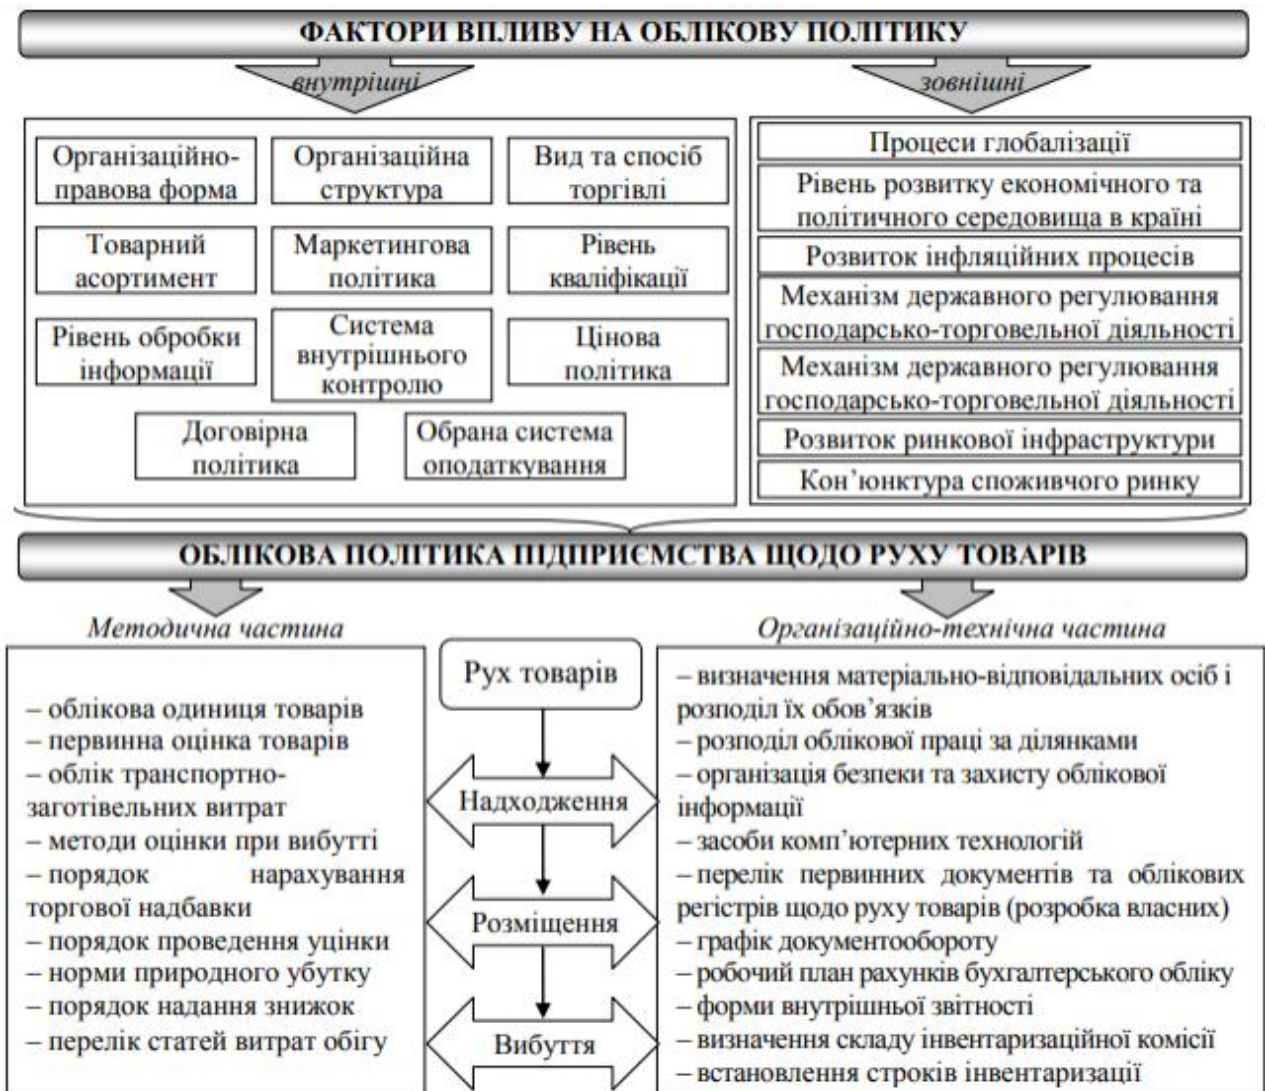 ФАКТОРИ ВПЛИВУ НА ОБЛІКОВУ ПОЛІТИКУ
внутрішні
зовнішні
Організаційно-
правова форма
Організаційна
структура
Вид та спосіб
торгівлі
Товарний
асортимент
Маркетингова
політика
Рівень
кваліфікації
Рівень обробки
інформації
Система
внутрішнього
контролю
Цінова
політика
Договірна
політика
Обрана система
оподаткування
Процеси глобалізації
Рівень розвитку економічного та
політичного середовища в країні
Розвиток інфляційних процесів
Механізм державного регулювання
господарсько-торговельної діяльності
Механізм державного регулювання
господарсько-торговельної діяльності
Розвиток ринкової інфраструктури
Кон’юнктура споживчого ринку
ОБЛІКОВА ПОЛІТИКА ПІДПРИЄМСТВА ЩОДО РУХУ ТОВАРІВ
Методична частина
– облікова одиниця товарів
– первинна оцінка товарів
– облік транспортно-
заготівельних витрат
– методи оцінки при вибутті
– порядок нарахування
торгової надбавки
– порядок проведення уцінки
– норми природного убутку
– порядок надання знижок
– перелік статей витрат обігу
Рух товарів
Надходження
Розміщення
Вибуття
Організаційно-технічна частина
– визначення матеріально-відповідальних осіб і
розподіл їх обов’язків
– розподіл облікової праці за ділянками
– організація безпеки та захисту облікової
інформації
– засоби комп’ютерних технологій
– перелік первинних документів та облікових
регістрів щодо руху товарів (розробка власних)
– графік документообороту
– робочий план рахунків бухгалтерського обліку
– форми внутрішньої звітності
– визначення складу інвентаризаційної комісії
– встановлення строків інвентаризації